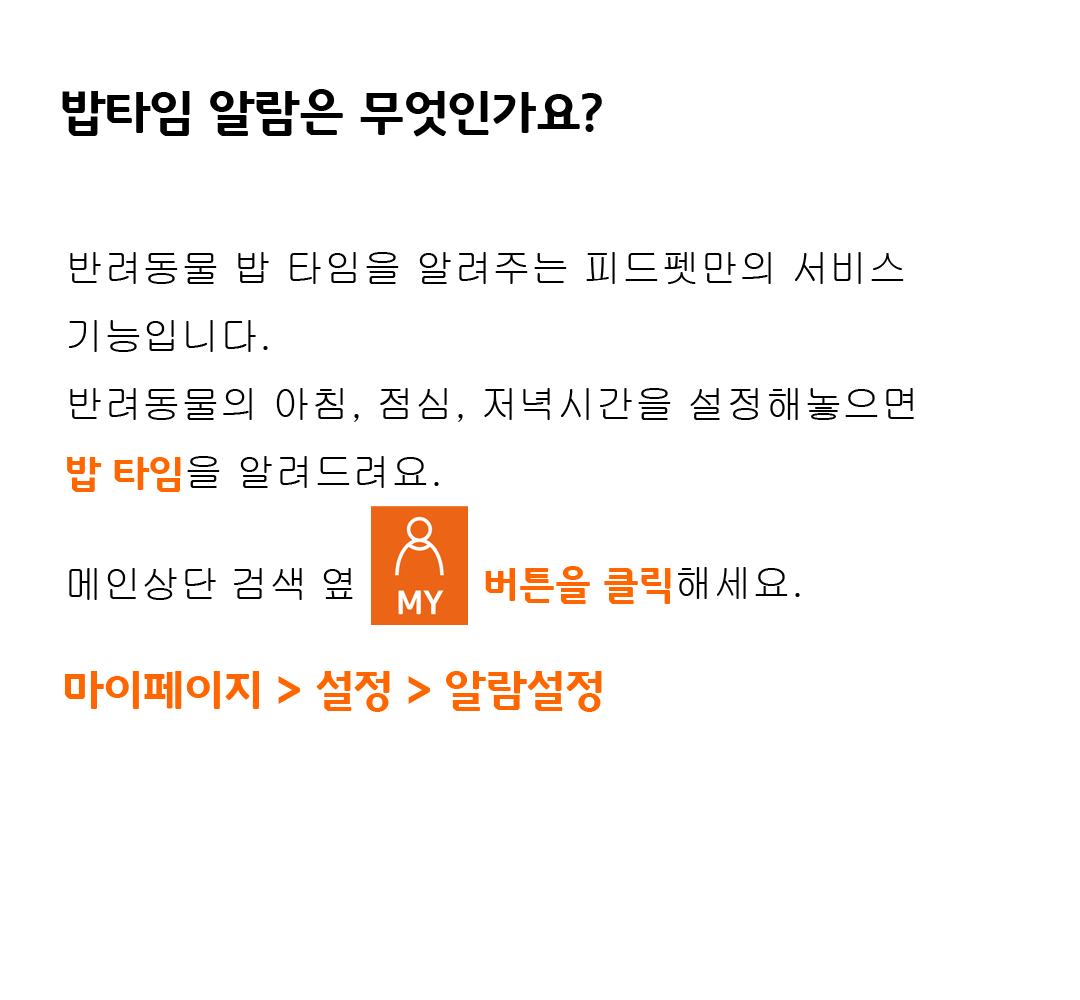 밥타임 알람은 무엇인가요?
반려동물 밥 타임을 알려주는 피드펫만의 서비스
기능입니다.
반려동물의 아침, 점심, 저녁시간을 설정해놓으면
밥 타임을 알려드려요.
메인상단 검색 옆 MY 버튼을 클릭해세요.
마이페이지 > 설정 > 알람설정